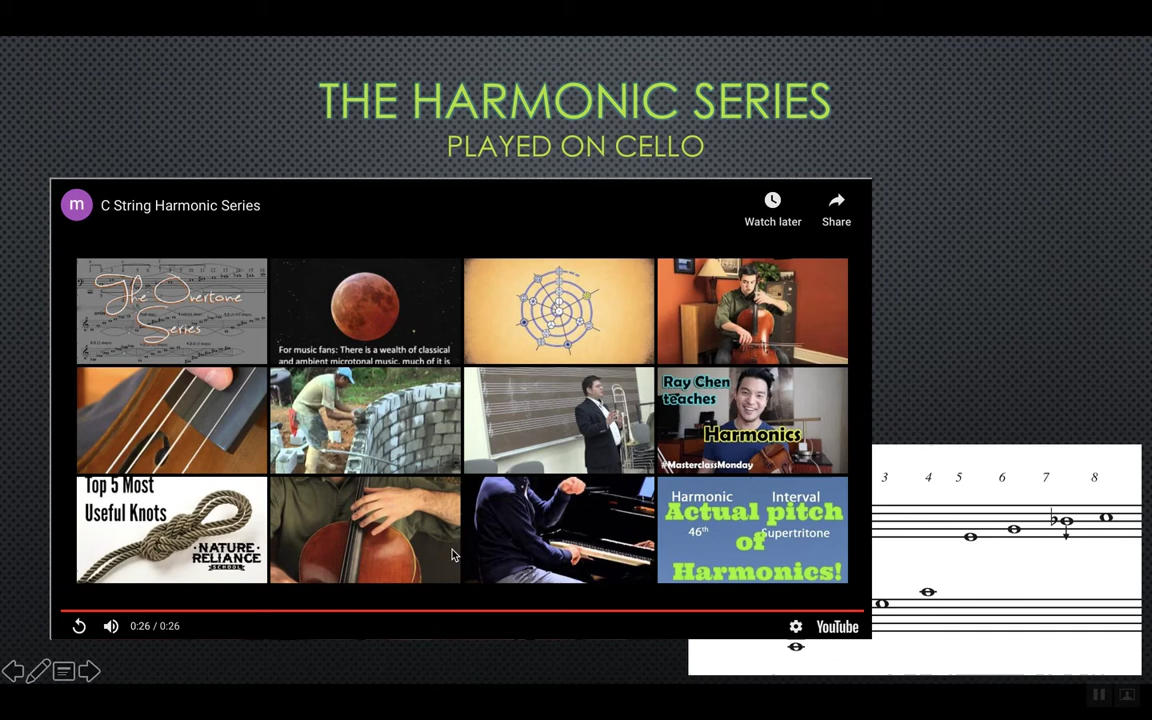 THE HARMONIC SERIES
PLAYED ON CELLO
m
C String Harmonic Series
Watch later
Share
The Overtone
Series
For music fans: There is a wealth of classical
and ambient microtonal music, much of it is
Ray Chen
teaches
Harmonics
#MasterclassMonday
Top 5 Most
Useful Knots
·NATURE·
RELIANCE
SCHOOL
Harmonic Interval
Actual pitch
46th of Supertritone
Harmonics!
3 4 5 6 7 8
0:26 / 0:26
YouTube